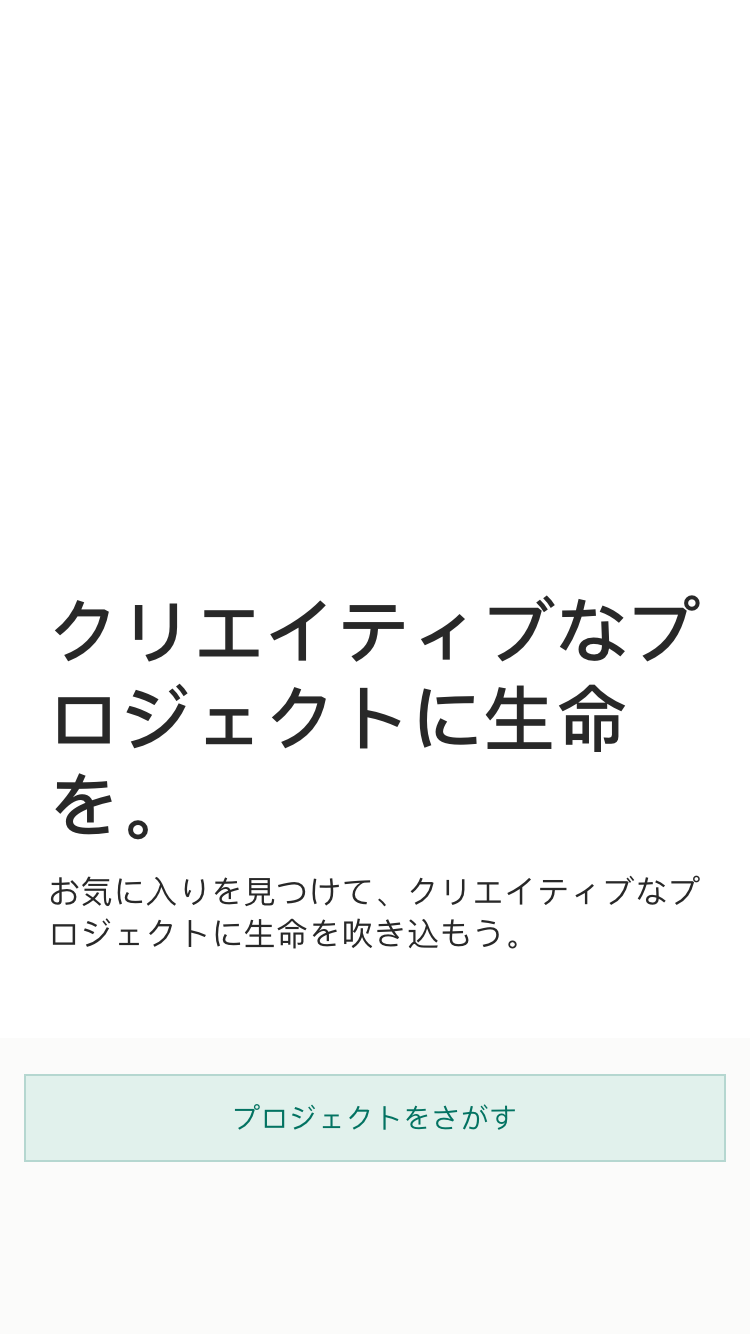 クリエイティブなプ
ロジェクトに生命
を。
お気に入りを見つけて、クリエイティブなプ
ロジェクトに生命を吹き込もう。
プロジェクトをさがす